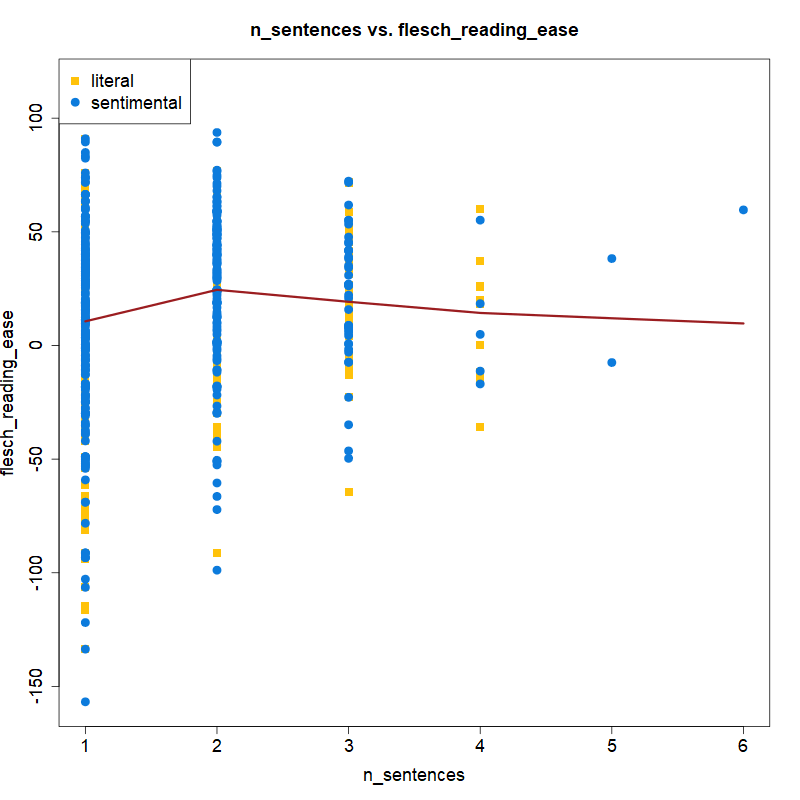 n_sentences vs. flesch_reading_ease
literal
sentimental
flesch_reading_ease
100
50
0
-50
-100
-150
1 2 3 4 5 6
n_sentences